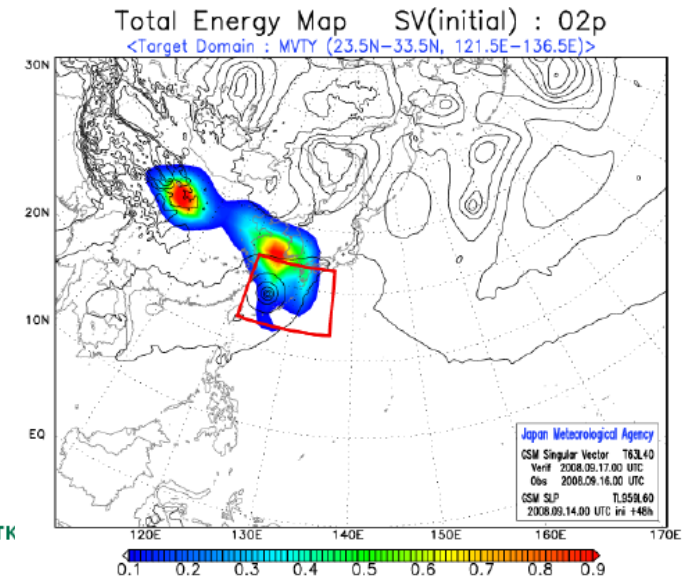 Total Energy Map SV(initial) : 02p
<Target Domain : MVTY (23.5N−33.5N, 121.5E−136.5E)>
30N
20N
10N
EQ
Japan Meteorological Agency
GSM Singular Vector T63L40
Verif 2008.09.17.00 UTC
Obs 2008.09.16.00 UTC
GSM SLP TL959L60
2008.09.14.00 UTC ini +48h
TK
120E 130E 140E 150E 160E 170E
0.1 0.2 0.3 0.4 0.5 0.6 0.7 0.8 0.9